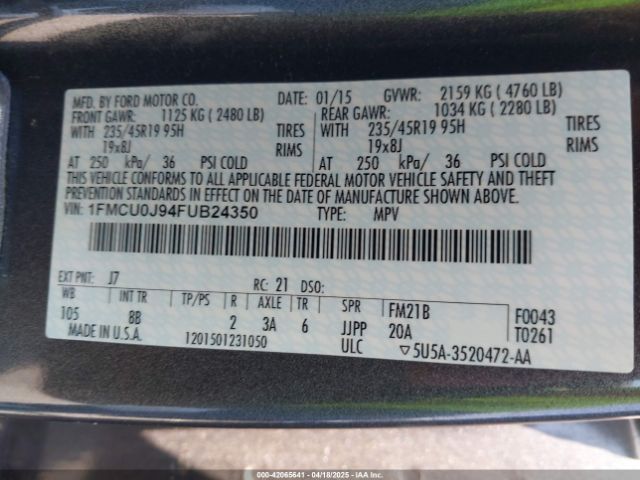 MFD. BY FORD MOTOR CO. DATE: 01/15 GVWR: 2159 KG ( 4760 LB)
FRONT GAWR: 1125 KG ( 2480 LB) REAR GAWR: 1034 KG ( 2280 LB)
WITH 235/45R19 95H TIRES WITH 235/45R19 95H TIRES
19x8J RIMS 19x8J RIMS
AT 250 kPa/ 36 PSI COLD AT 250 kPa/ 36 PSI COLD
THIS VEHICLE CONFORMS TO ALL APPLICABLE FEDERAL MOTOR VEHICLE SAFETY AND THEFT
PREVENTION STANDARDS IN EFFECT ON THE DATE OF MANUFACTURE SHOWN ABOVE.
VIN: 1FMCU0J94FUB24350 TYPE: MPV
EXT PNT: J7 RC: 21 DSO:
WB INT TR TP/PS R AXLE TR SPR FM21B F0043
105 8B 2 3A 6 JJPP 20A T0261
MADE IN U.S.A. 1201501231050 ULC ▽5U5A-3520472-AA
000-42065641 | 04/18/2025 - IAAI.com